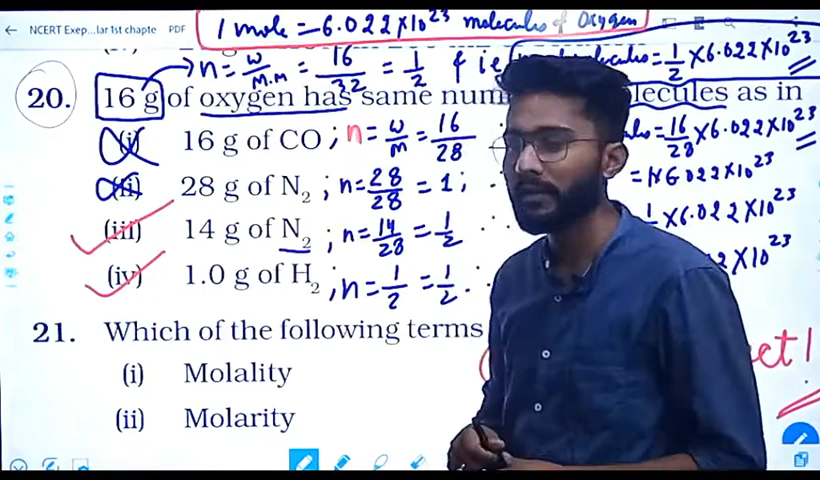 NCERT Exep...lar 1st chapte PDF
1 mole = 6.022×10²³ molecules of Oxygen
n = w/M.M = 16/32 = 1/2 ½×6.022×10²³
20. 16 g of oxygen has same num lecules as in
(i) 16 g of CO ; n = w/M = 16/28 16/28 ×6.022×10²³
(ii) 28 g of N₂ ; n = 28/28 = 1; = 1×6.022×10²³
(iii) 14 g of N₂ ; n = 14/28 = 1/2 ×6.022×10²³
(iv) 1.0 g of H₂ ; n = 1/2 = 1/2. ×10²³
21. Which of the following terms
(i) Molality
(ii) Molarity